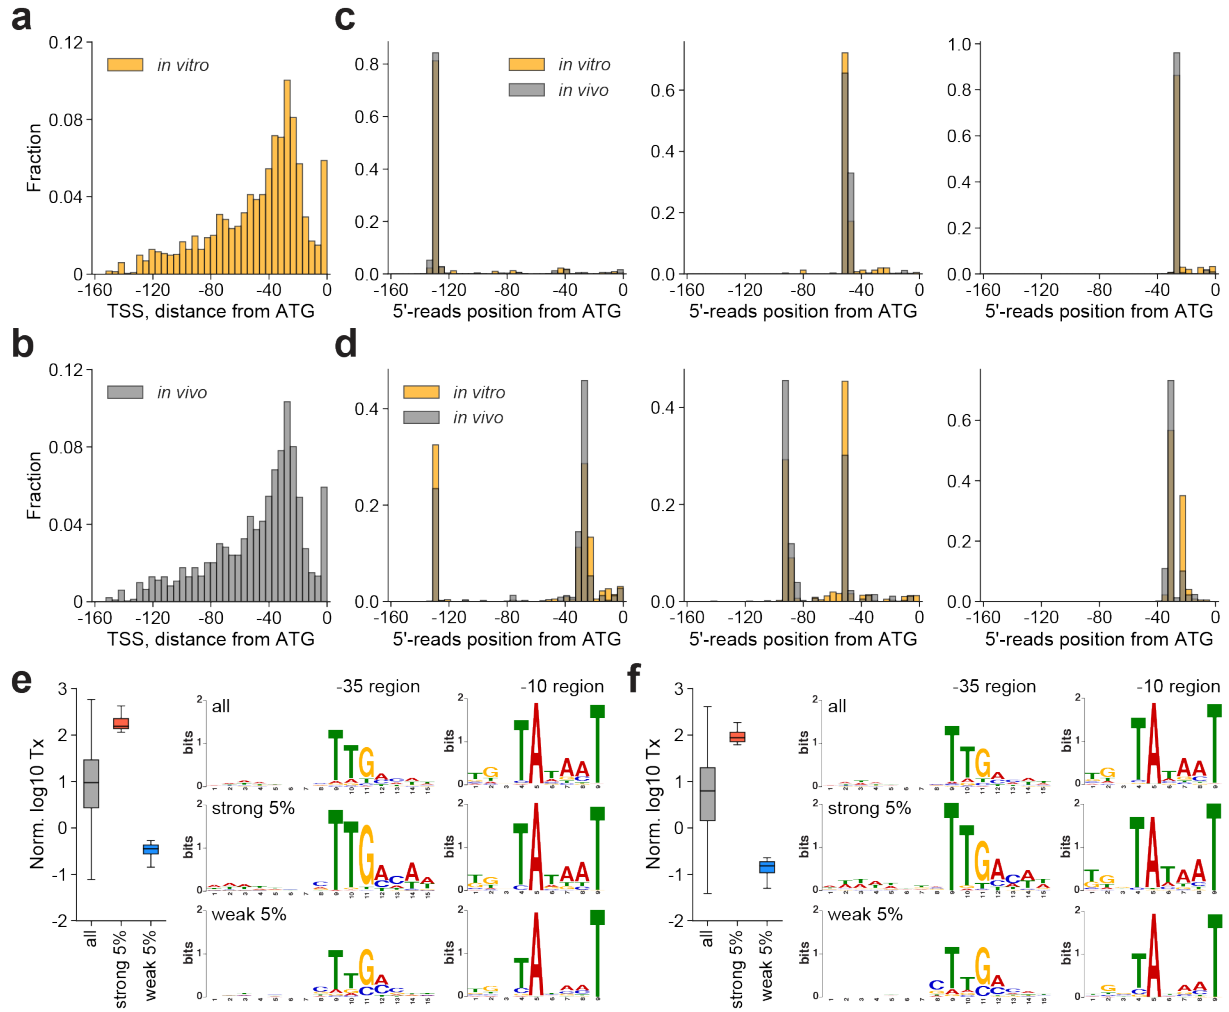 a
0.12
0.08
0.04
0
Fraction
in vitro
-160
-120
-80
-40
0
TSS, distance from ATG
b
0.12
0.08
0.04
0
Fraction
in vivo
-160
-120
-80
-40
0
TSS, distance from ATG
c
0.8
0.6
0.4
0.2
0.0
in vitro
in vivo
-160
-120
-80
-40
0
5'-reads position from ATG
0.6
0.4
0.2
0.0
-160
-120
-80
-40
0
5'-reads position from ATG
1.0
0.8
0.6
0.4
0.2
0.0
-160
-120
-80
-40
0
5'-reads position from ATG
d
0.4
0.2
0.0
in vitro
in vivo
-160
-120
-80
-40
0
5'-reads position from ATG
0.4
0.2
0.0
-160
-120
-80
-40
0
5'-reads position from ATG
0.6
0.4
0.2
0.0
-160
-120
-80
-40
0
5'-reads position from ATG
e
3
2
1
0
-1
-2
Norm. log10 Tx
all
strong 5%
weak 5%
-35 region
-10 region
all
strong 5%
weak 5%
bits
f
3
2
1
0
-1
-2
Norm. log10 Tx
all
strong 5%
weak 5%
-35 region
-10 region
all
strong 5%
weak 5%
bits